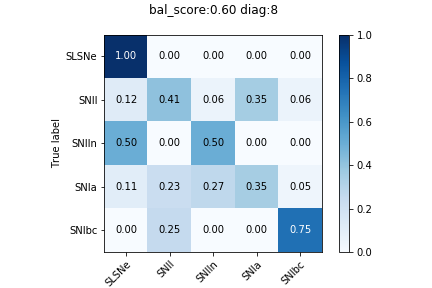 bal_score:0.60 diag:8
SLSNe 1.00 0.00 0.00 0.00 0.00
SNII 0.12 0.41 0.06 0.35 0.06
SNIIn 0.50 0.00 0.50 0.00 0.00
SNIa 0.11 0.23 0.27 0.35 0.05
SNIbc 0.00 0.25 0.00 0.00 0.75
True label
SLSNe SNII SNIIn SNIa SNIbc
1.0
0.8
0.6
0.4
0.2
0.0